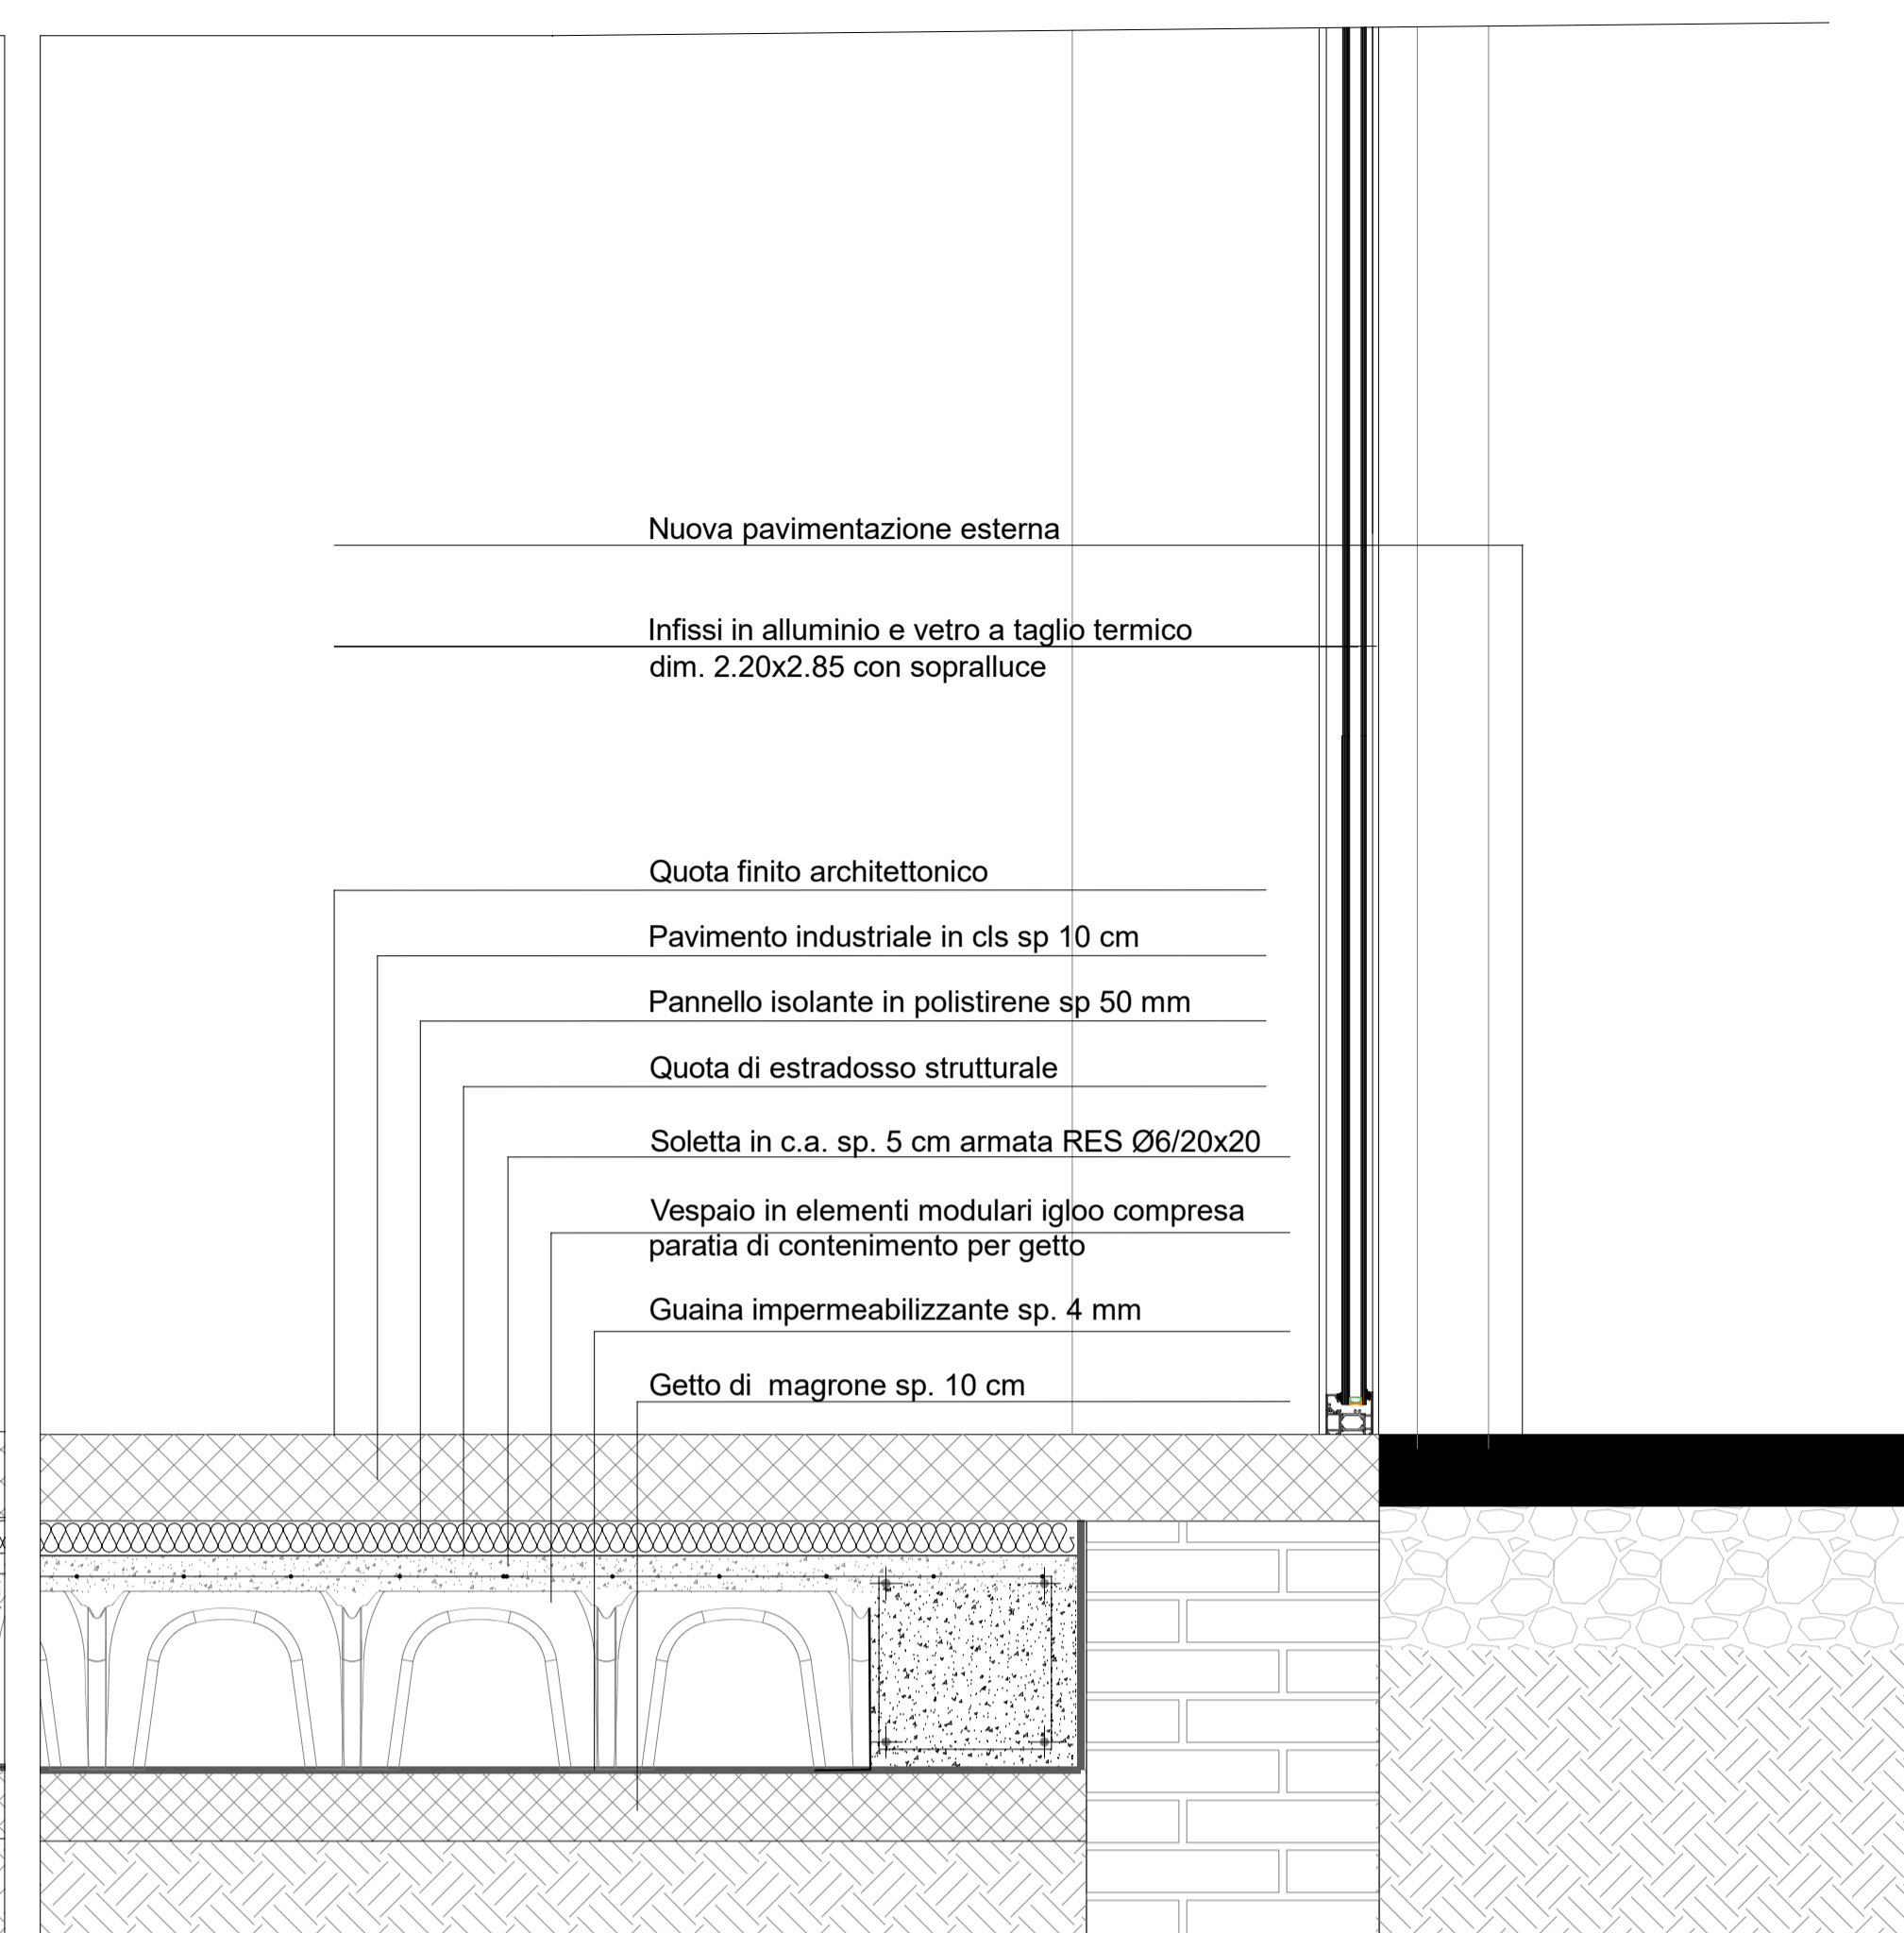 Nuova pavimentazione esterna
Infissi in alluminio e vetro a taglio termico
dim. 2.20x2.85 con sopralluce
Quota finito architettonico
Pavimento industriale in cls sp 10 cm
Pannello isolante in polistirene sp 50 mm
Quota di estradosso strutturale
Soletta in c.a. sp. 5 cm armata RES Ø6/20x20
Vespaio in elementi modulari igloo compresa
paratia di contenimento per getto
Guaina impermeabilizzante sp. 4 mm
Getto di  magrone sp. 10 cm